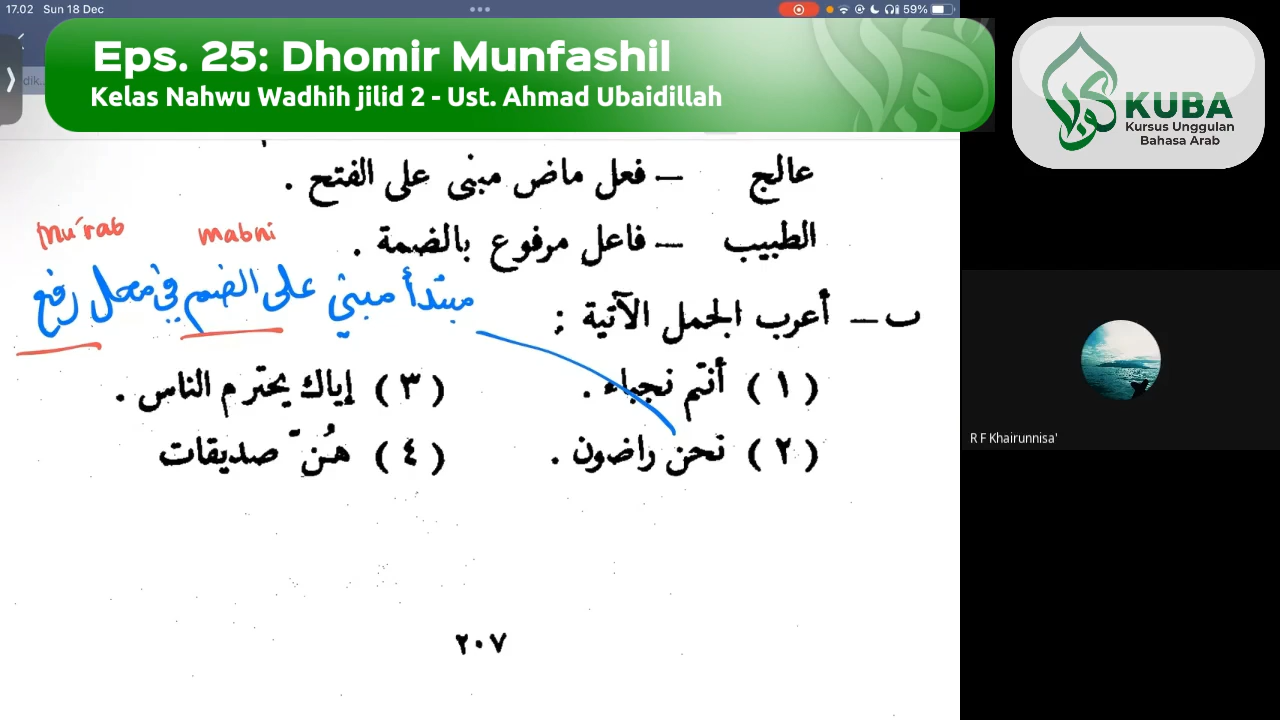 17.02 Sun 18 Dec
59%
Eps. 25: Dhomir Munfashil
Kelas Nahwu Wadhih jilid 2 - Ust. Ahmad Ubaidillah
KUBA
Kursus Unggulan
Bahasa Arab
dik...
عالج — فعل ماض مبنى على الفتح .
mu'rab mabni
الطبيب — فاعل مرفوع بالضمة .
مبتدأ مبني على الضم في محل رفع
ب — أعرب الجمل الآتية :
( ١ ) أنتم نجباء .
( ٣ ) إياك يحترم الناس .
( ٢ ) نحن راضون .
( ٤ ) هُنّ صديقات
٢٠٧
R F Khairunnisa'